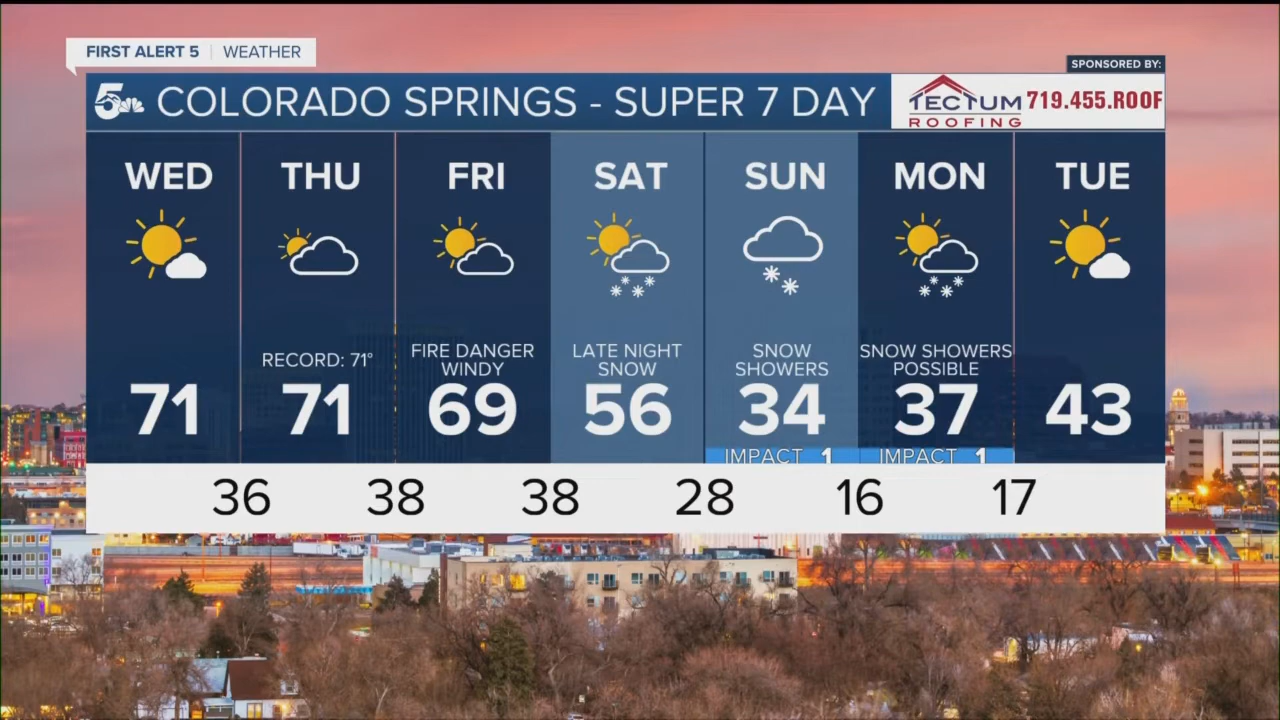 FIRST ALERT 5 | WEATHER
SPONSORED BY:
5 COLORADO SPRINGS - SUPER 7 DAY
TECTUM
ROOFING
719.455.ROOF
WED THU FRI SAT SUN MON TUE
RECORD: 71°
FIRE DANGER
WINDY
LATE NIGHT
SNOW
SNOW
SHOWERS
SNOW SHOWERS
POSSIBLE
71 71 69 56 34 37 43
IMPACT 1 IMPACT 1
36 38 38 28 16 17